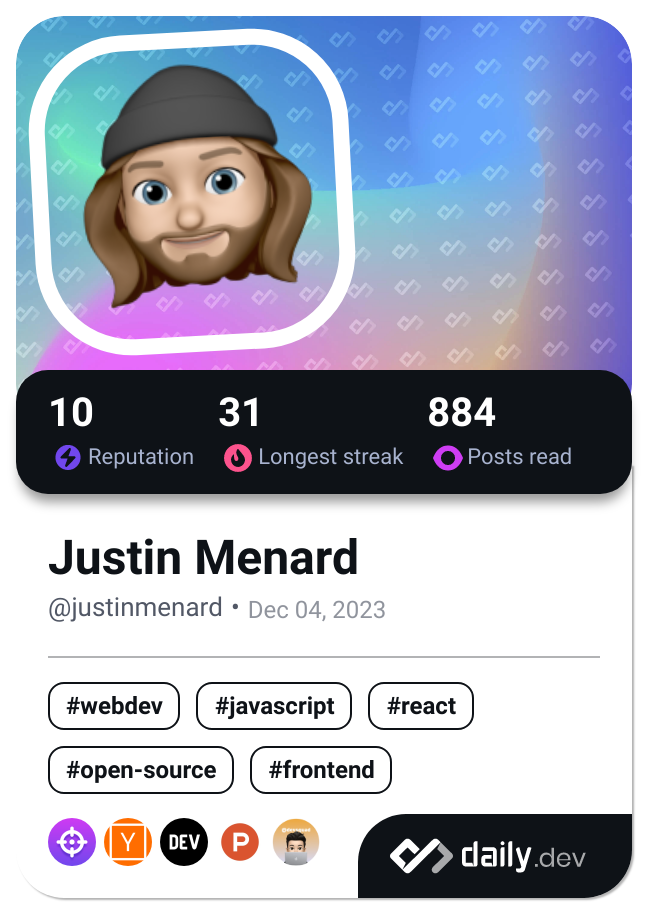 10 31 884
Reputation Longest streak Posts read
Justin Menard
@justinmenard • Dec 04, 2023
#webdev #javascript #react
#open-source #frontend
Y DEV P
daily.dev